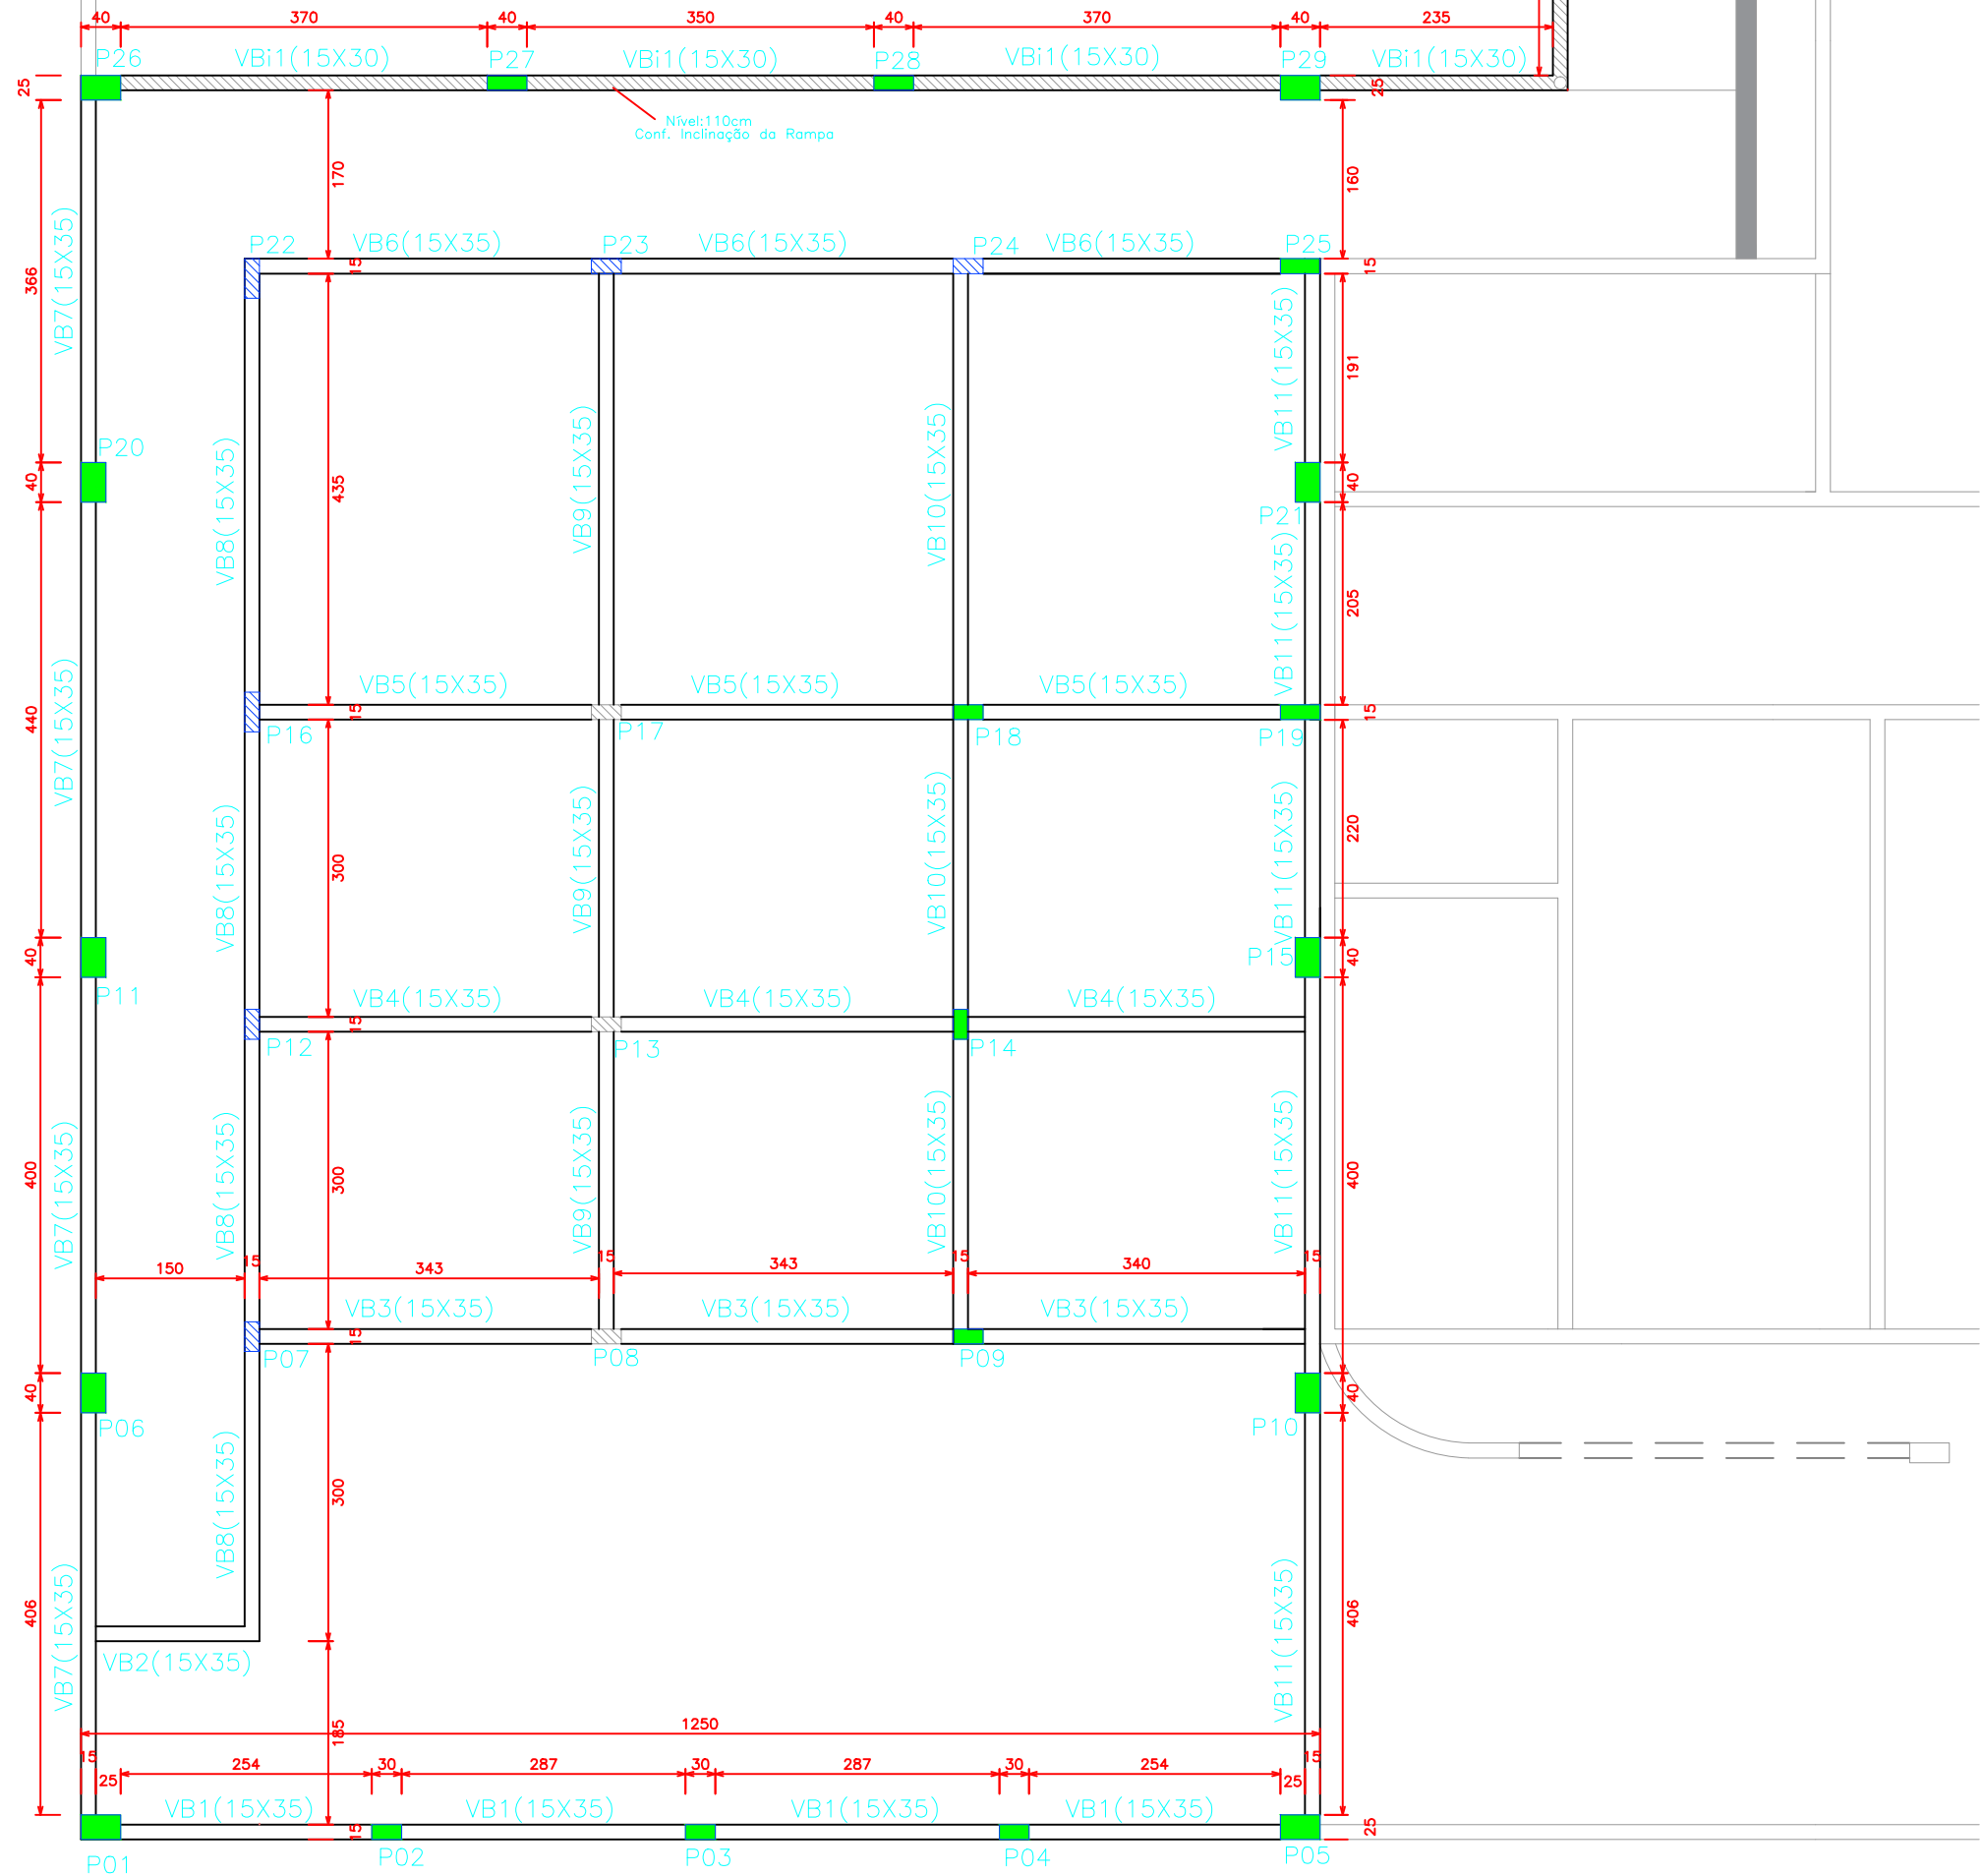 40 370 40 350 40 370 40 235
P26 VBi1(15X30) P27 VBi1(15X30) P28 VBi1(15X30) P29 VBi1(15X30)
25 25
Nível:110cm
Conf. Inclinação da Rampa
170 160
VB7(15X35)
366
P22 VB6(15X35) P23 VB6(15X35) P24 VB6(15X35) P25
15 15
VB11(15X35)
191
P20
40 40
VB8(15X35) 435 VB9(15X35) VB10(15X35)
P21
VB11(15X35)
205
VB5(15X35) VB5(15X35) VB5(15X35)
440 VB7(15X35)
15 15
P16 P17 P18 P19
VB8(15X35) 300 VB9(15X35) VB10(15X35) VB11(15X35) 220
40 P15 40
P11 VB4(15X35) VB4(15X35) VB4(15X35)
15
P12 P13 P14
400 VB7(15X35) VB8(15X35) 300 VB9(15X35) VB10(15X35) VB11(15X35) 400
15 15 15 15
150 343 343 340
VB3(15X35) VB3(15X35) VB3(15X35)
15
P07 P08 P09
40 40
P06 P10
VB8(15X35) 300
406 VB7(15X35) VB11(15X35) 406
VB2(15X35)
1250
185
15 15
25 254 30 287 30 287 30 254 25
VB1(15X35) VB1(15X35) VB1(15X35) VB1(15X35)
15 25
P01 P02 P03 P04 P05